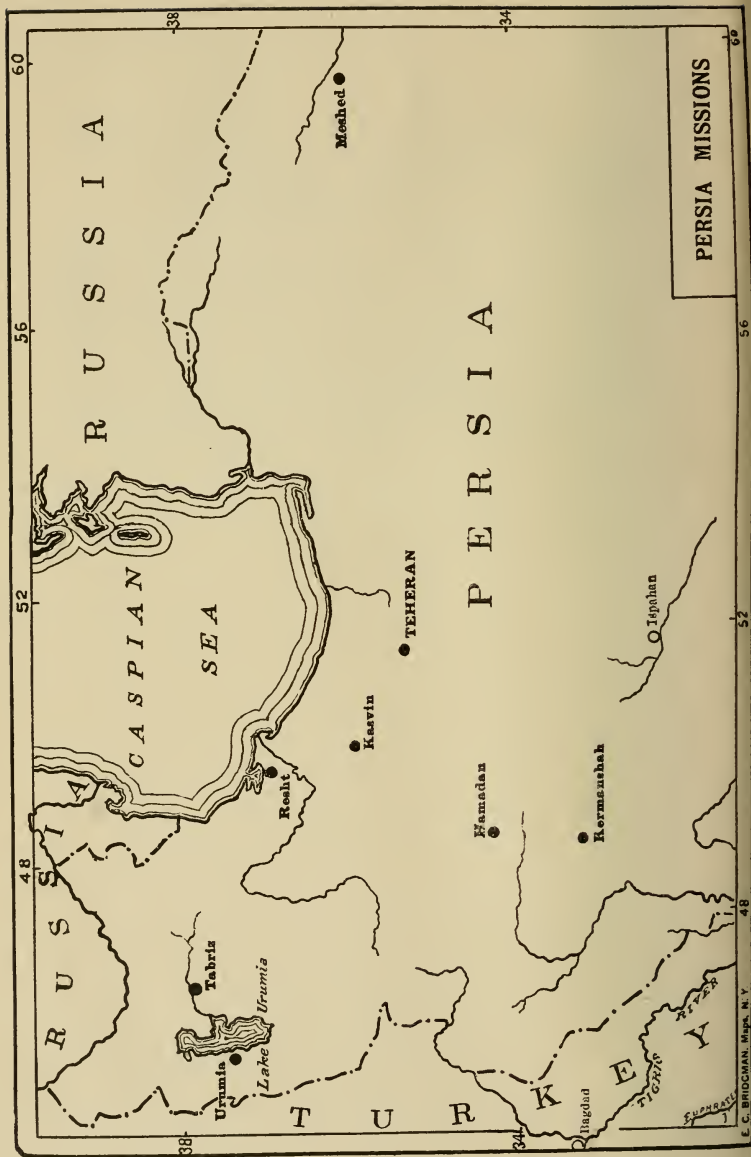 60
56
52
48
38
34
38
34
60
56
52
48
RUSSIA
RUSSIA
CASPIAN
SEA
PERSIA
TURKEY
Meshed
TEHERAN
Kasvin
Resht
Hamadan
Kermanshah
Ispahan
Tabriz
Urumia
Lake Urumia
Bagdad
TIGRIS RIVER
PERSIA MISSIONS
E. C. BRIDGMAN, Maps, N. Y.